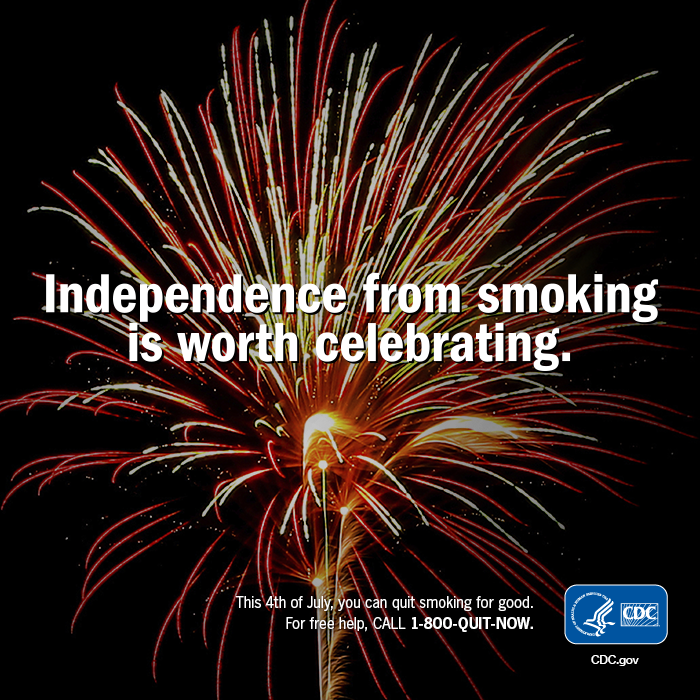 Independence from smoking
is worth celebrating.
This 4th of July, you can quit smoking for good.
For free help, CALL 1-800-QUIT-NOW.
CDC
CDC.gov